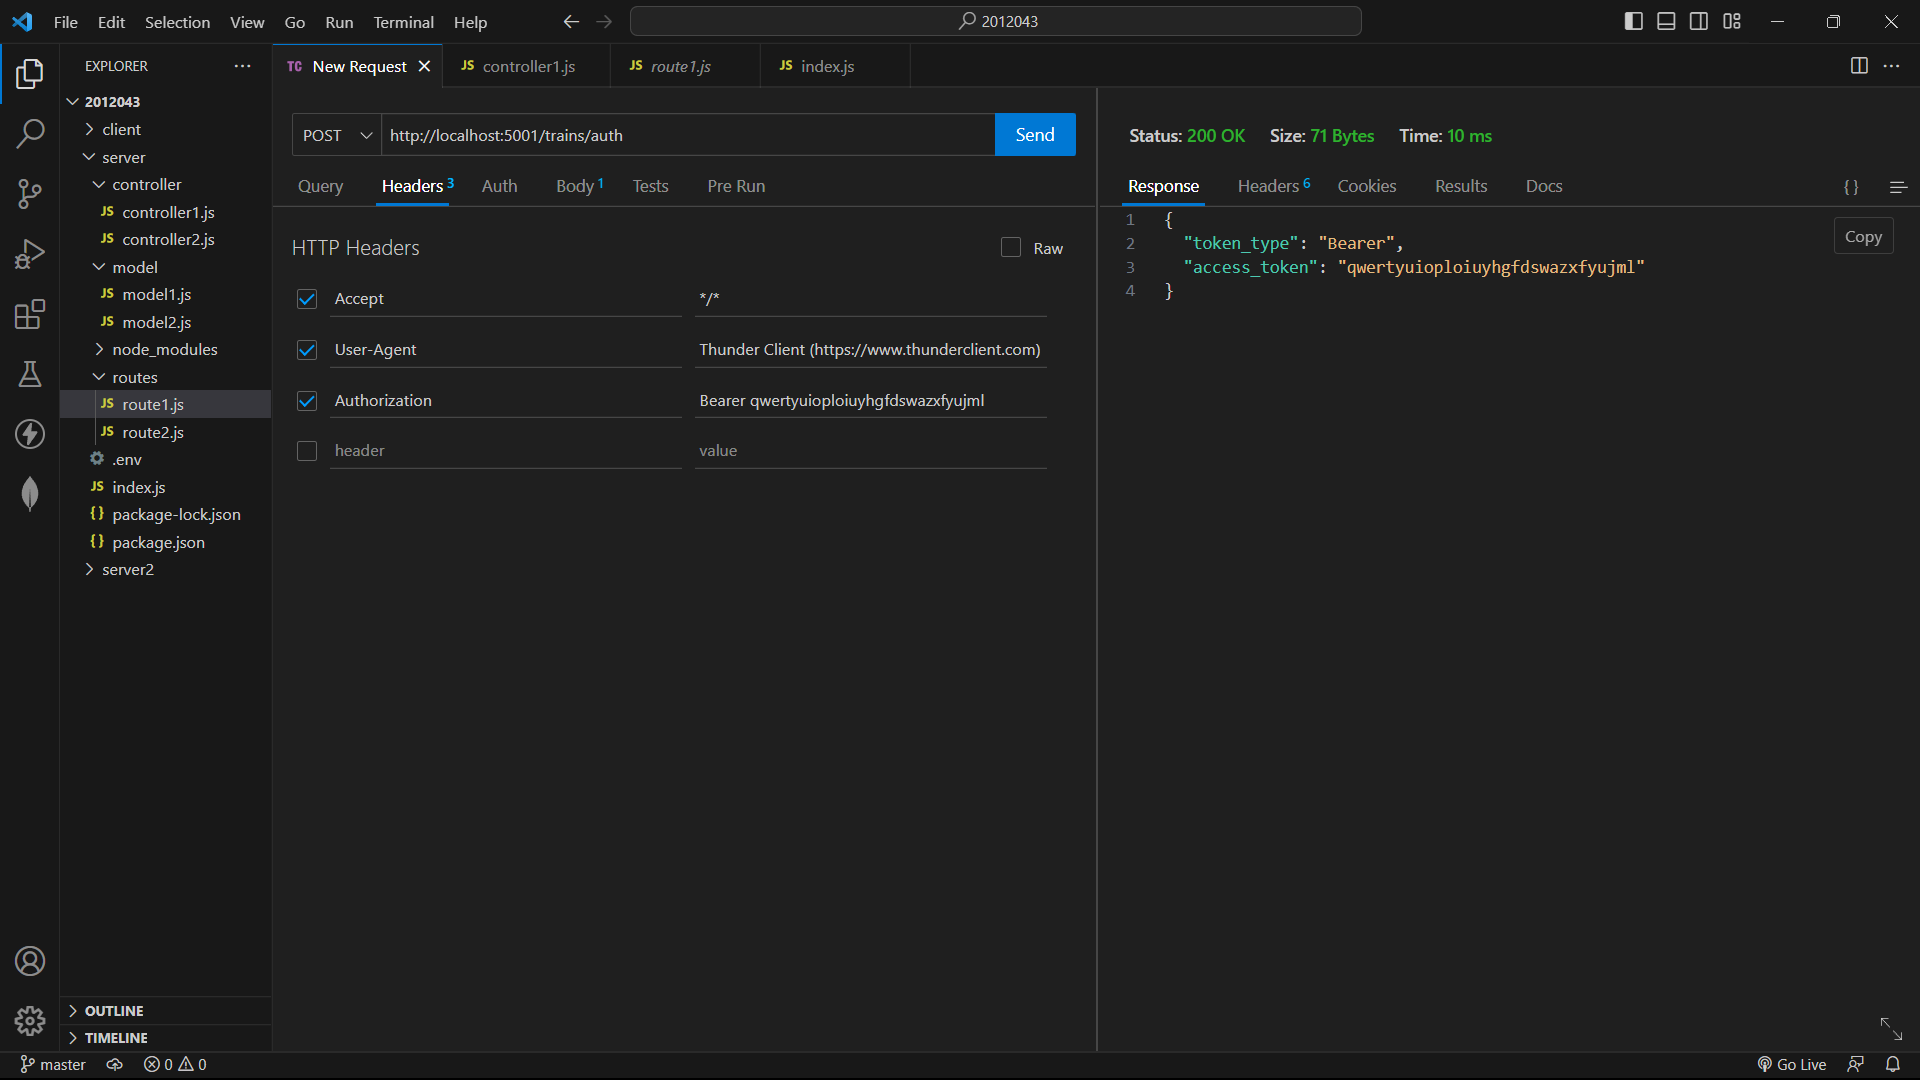 File Edit Selection View Go Run Terminal Help
2012043
EXPLORER
2012043
client
server
controller
JS controller1.js
JS controller2.js
model
JS model1.js
JS model2.js
node_modules
routes
JS route1.js
JS route2.js
.env
JS index.js
{} package-lock.json
{} package.json
server2
OUTLINE
TIMELINE
TC New Request
JS controller1.js
JS route1.js
JS index.js
POST http://localhost:5001/trains/auth Send
Query Headers 3 Auth Body 1 Tests Pre Run
HTTP Headers Raw
Accept */*
User-Agent Thunder Client (https://www.thunderclient.com)
Authorization Bearer qwertyuioploiuyhgfdswazxfyujml
header value
Status: 200 OK Size: 71 Bytes Time: 10 ms
Response Headers 6 Cookies Results Docs {}
Copy
1 {
2 "token_type": "Bearer",
3 "access_token": "qwertyuioploiuyhgfdswazxfyujml"
4 }
master 0 0 Go Live